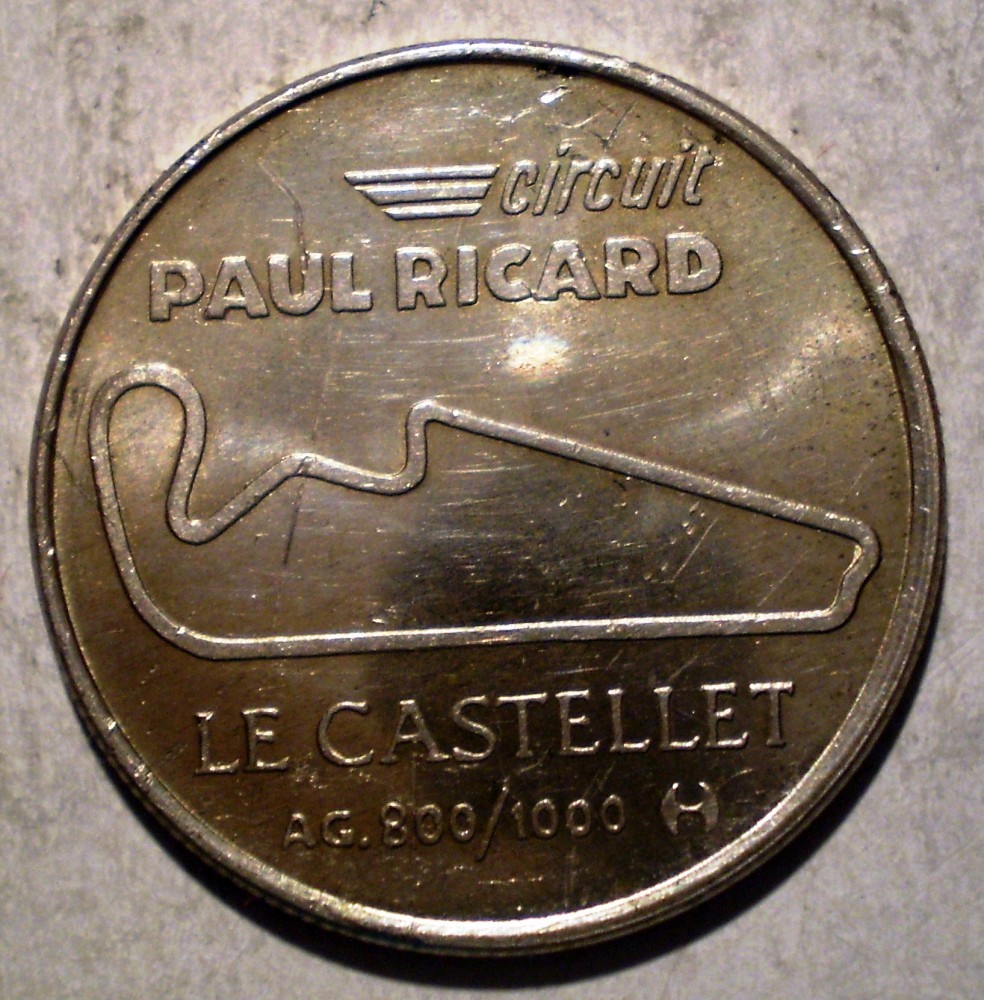 circuit
PAUL RICARD
LE CASTELLET
AG. 800/1000 H